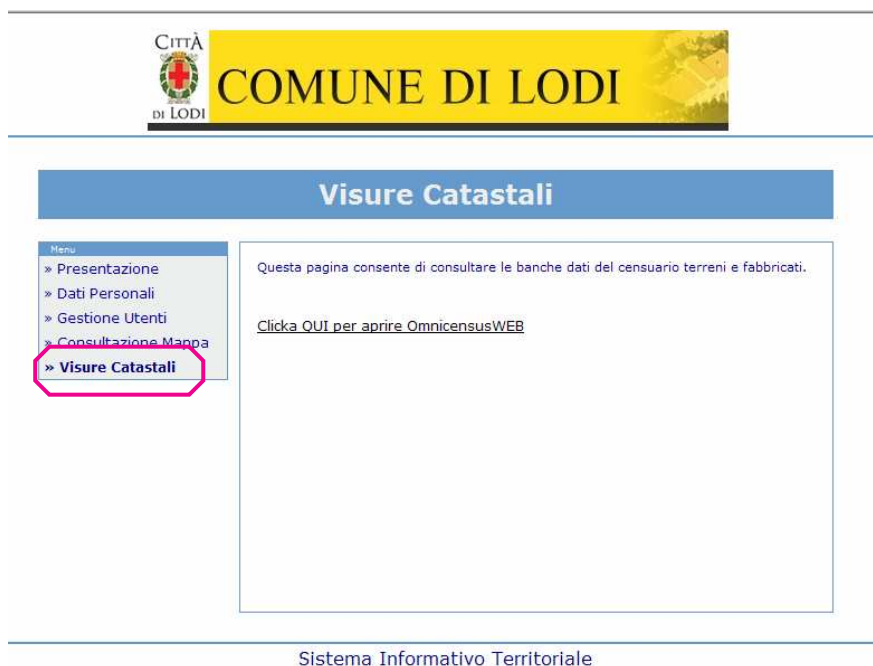 CITTÀ
DI LODI
COMUNE DI LODI
Visure Catastali
Menu
» Presentazione
» Dati Personali
» Gestione Utenti
» Consultazione Mappa
» Visure Catastali
Questa pagina consente di consultare le banche dati del censuario terreni e fabbricati.
Clicka QUI per aprire OmnicensusWEB
Sistema Informativo Territoriale